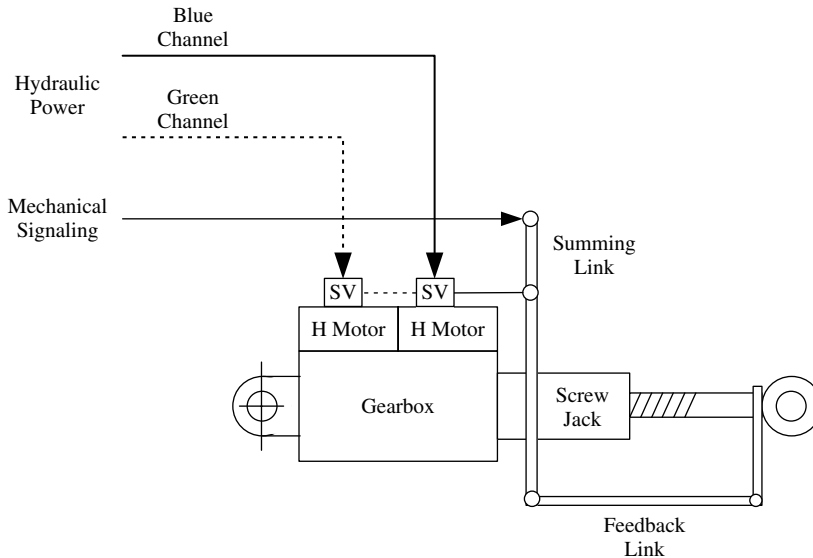 Blue
Channel
Hydraulic
Power
Green
Channel
Mechanical
Signaling
Summing
Link
SV
SV
H Motor
H Motor
Gearbox
Screw
Jack
Feedback
Link